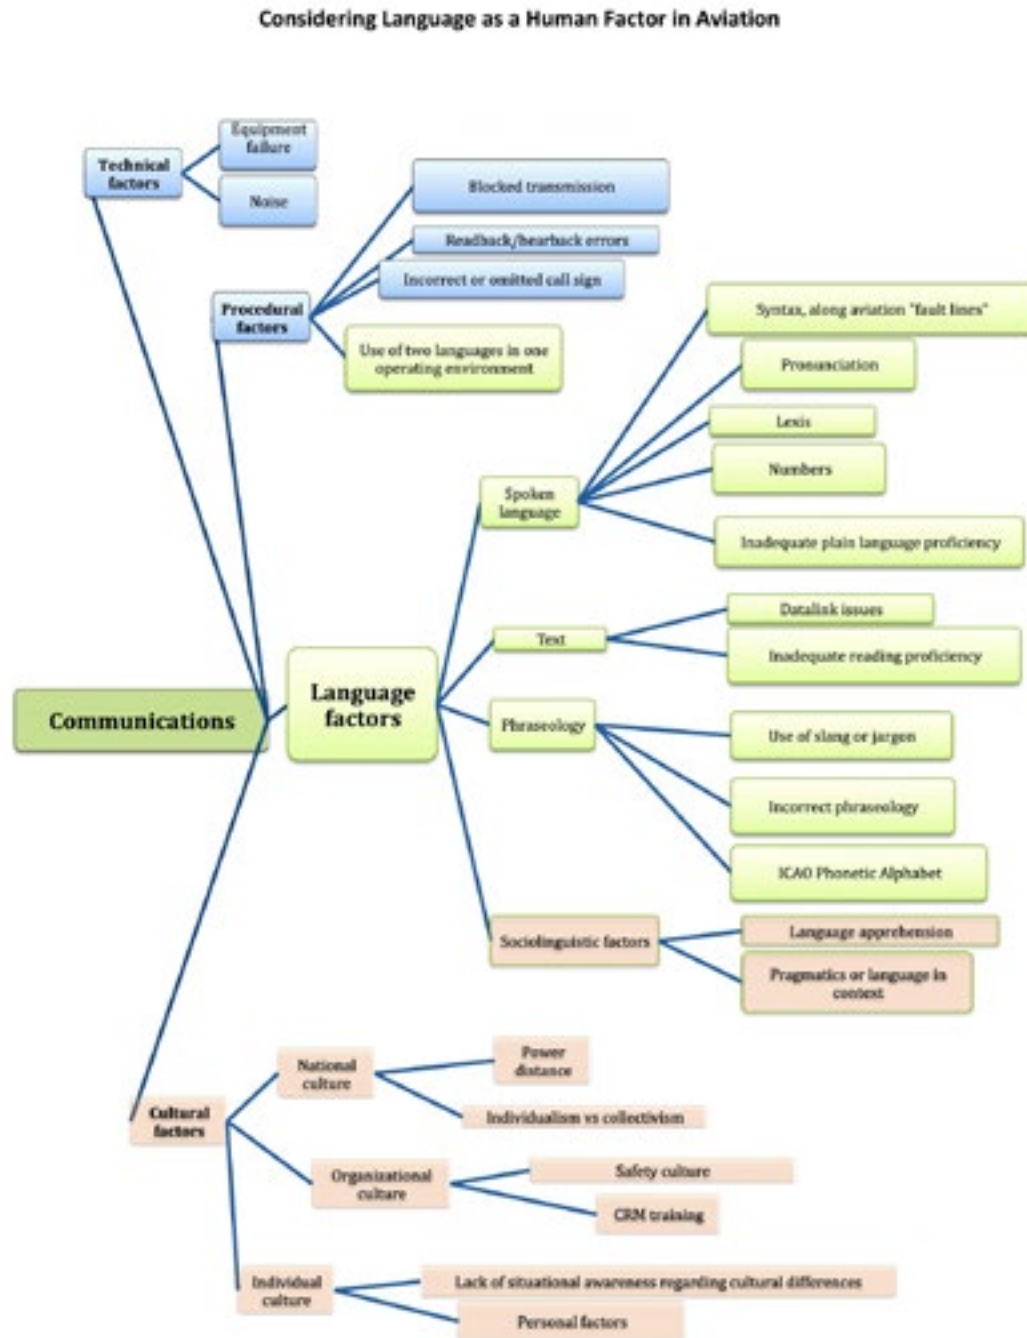 Considering Language as a Human Factor in Aviation
Equipment
failure
Technical
factors
Noise
Blocked transmission
Readback/hearback errors
Incorrect or omitted call sign
Procedural
factors
Use of two languages in one
operating environment
Syntax, along aviation "fault lines"
Pronunciation
Lexis
Numbers
Spoken
language
Inadequate plain language proficiency
Datalink issues
Text
Inadequate reading proficiency
Language
factors
Communications
Phraseology
Use of slang or jargon
Incorrect phraseology
ICAO Phonetic Alphabet
Sociolinguistic factors
Language apprehension
Pragmatics or language in
context
National
culture
Power
distance
Individualism vs collectivism
Cultural
factors
Organizational
culture
Safety culture
CRM training
Individual
culture
Lack of situational awareness regarding cultural differences
Personal factors